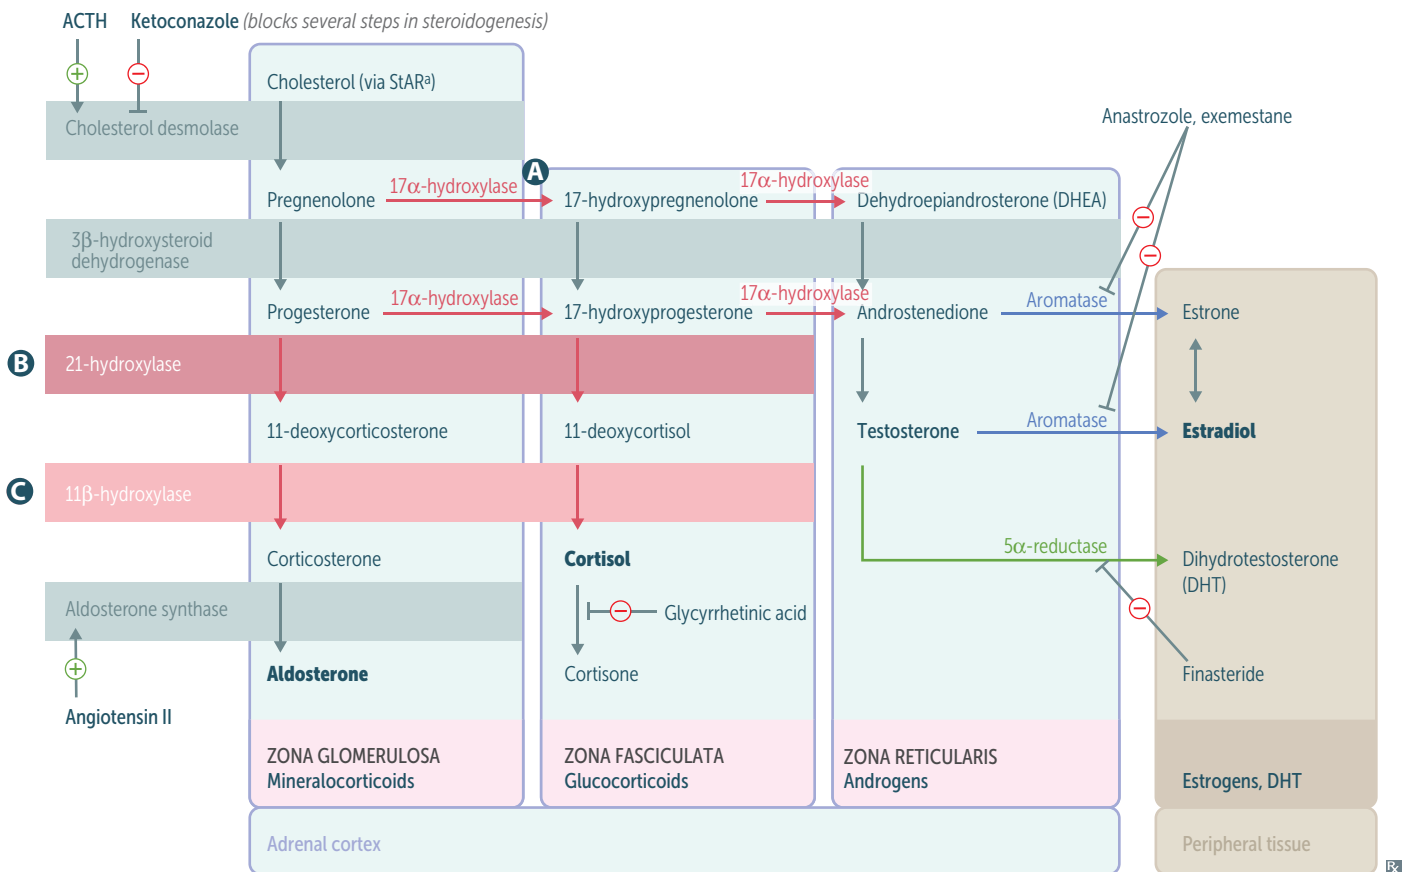 ACTH
Ketoconazole (blocks several steps in steroidogenesis)
Cholesterol (via StARᵃ)
Anastrozole, exemestane
Cholesterol desmolase
A
17α-hydroxylase
17α-hydroxylase
Pregnenolone
17-hydroxypregnenolone
Dehydroepiandrosterone (DHEA)
3β-hydroxysteroid
dehydrogenase
17α-hydroxylase
17α-hydroxylase
Aromatase
Progesterone
17-hydroxyprogesterone
Androstenedione
Estrone
B
21-hydroxylase
Aromatase
11-deoxycorticosterone
11-deoxycortisol
Testosterone
Estradiol
C
11β-hydroxylase
5α-reductase
Corticosterone
Cortisol
Dihydrotestosterone
(DHT)
Aldosterone synthase
Glycyrrhetinic acid
Aldosterone
Cortisone
Finasteride
Angiotensin II
ZONA GLOMERULOSA
Mineralocorticoids
ZONA FASCICULATA
Glucocorticoids
ZONA RETICULARIS
Androgens
Estrogens, DHT
Adrenal cortex
Peripheral tissue
Rx